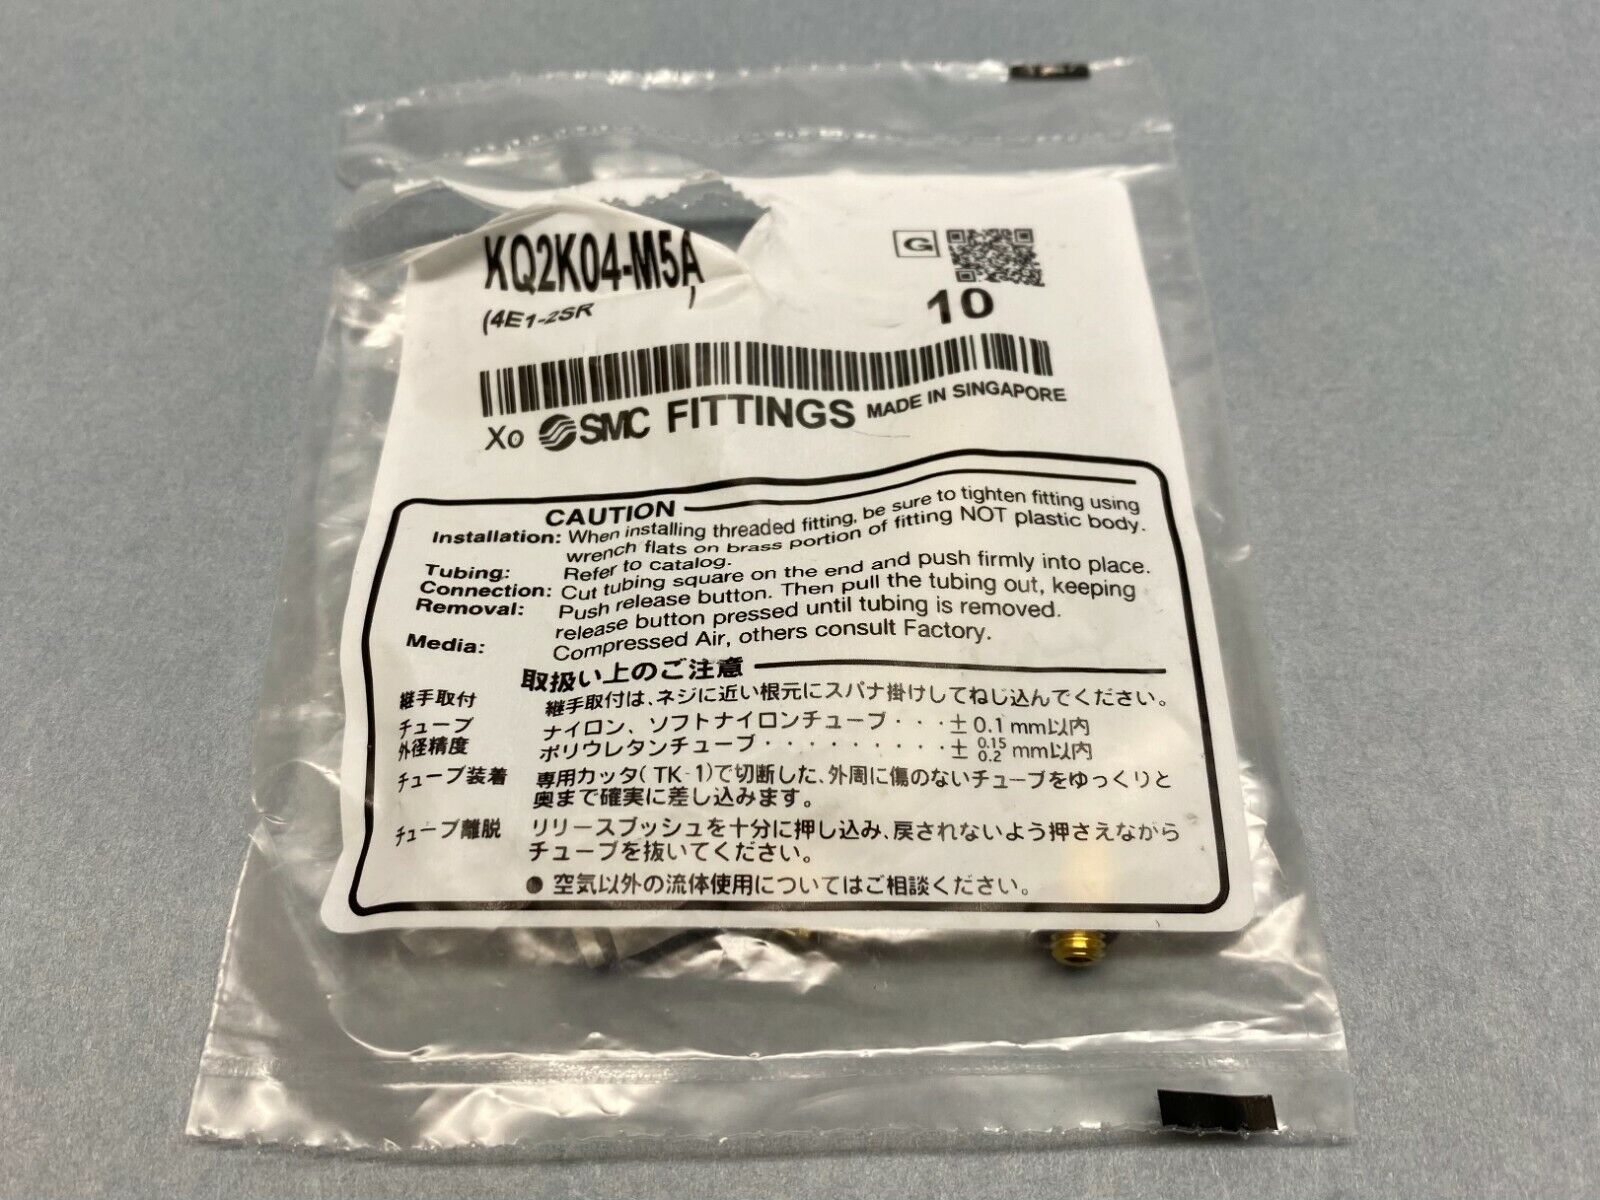 KQ2K04-M5A
G
(4E1-2SR )
10
Xo SMC FITTINGS MADE IN SINGAPORE
CAUTION
Installation: When installing threaded fitting, be sure to tighten fitting using
wrench flats on brass portion of fitting NOT plastic body.
Tubing: Refer to catalog.
Connection: Cut tubing square on the end and push firmly into place.
Removal: Push release button. Then pull the tubing out, keeping
release button pressed until tubing is removed.
Media: Compressed Air, others consult Factory.
取扱い上のご注意
継手取付 継手取付は、ネジに近い根元にスパナ掛けしてねじ込んでください。
チューブ ナイロン、ソフトナイロンチューブ・・・± 0.1 mm以内
外径精度 ポリウレタンチューブ・・・・・・・・・・± 0.15 0.2 mm以内
チューブ装着 専用カッタ(TK-1)で切断した、外周に傷のないチューブをゆっくりと
奥まで確実に差し込みます。
チューブ離脱 リリースブッシュを十分に押し込み、戻されないよう押さえながら
チューブを抜いてください。
● 空気以外の流体使用についてはご相談ください。